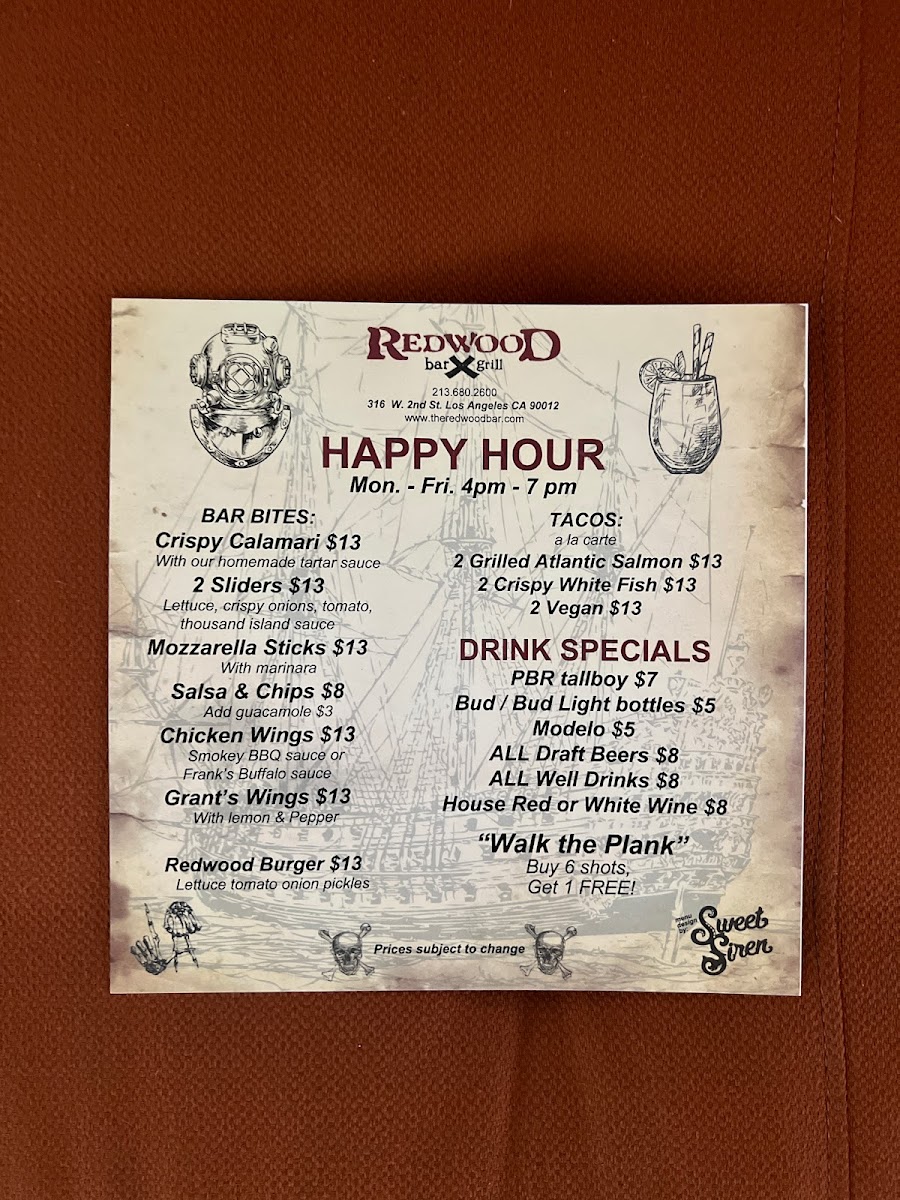 REDWOOD
bar X grill
213.680.2600
316 W. 2nd St. Los Angeles CA 90012
www.theredwoodbar.com
HAPPY HOUR
Mon. - Fri. 4pm - 7 pm
BAR BITES:
Crispy Calamari $13
With our homemade tartar sauce
2 Sliders $13
Lettuce, crispy onions, tomato,
thousand island sauce
Mozzarella Sticks $13
With marinara
Salsa & Chips $8
Add guacamole $3
Chicken Wings $13
Smokey BBQ sauce or
Frank's Buffalo sauce
Grant's Wings $13
With lemon & Pepper
Redwood Burger $13
Lettuce tomato onion pickles
TACOS:
a la carte
2 Grilled Atlantic Salmon $13
2 Crispy White Fish $13
2 Vegan $13
DRINK SPECIALS
PBR tallboy $7
Bud / Bud Light bottles $5
Modelo $5
ALL Draft Beers $8
ALL Well Drinks $8
House Red or White Wine $8
“Walk the Plank”
Buy 6 shots,
Get 1 FREE!
Prices subject to change
menu
design
by:
Sweet
Siren